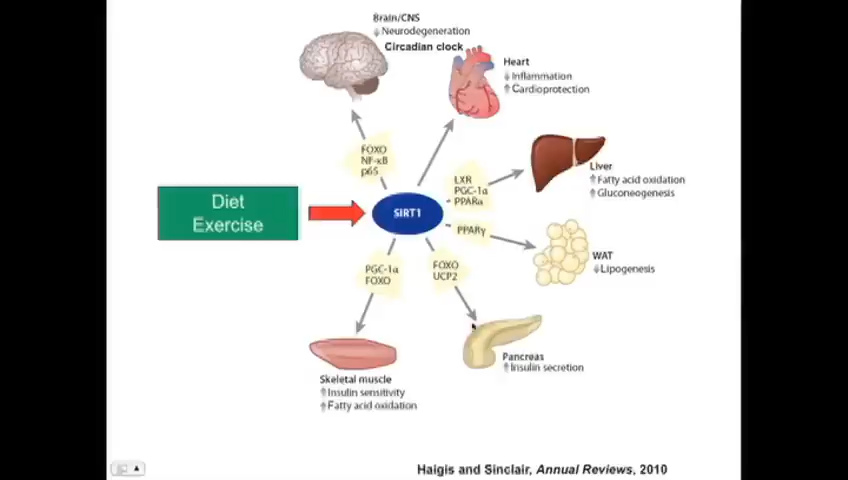 Brain/CNS
↓ Neurodegeneration
Circadian clock
Heart
↓ Inflammation
↑ Cardioprotection
FOXO
NF-κB
p65
Liver
↑ Fatty acid oxidation
↑ Gluconeogenesis
LXR
PGC-1α
PPARα
Diet
Exercise
SIRT1
PPARγ
WAT
↓ Lipogenesis
PGC-1α
FOXO
FOXO
UCP2
Pancreas
↑ Insulin secretion
Skeletal muscle
↑ Insulin sensitivity
↑ Fatty acid oxidation
Haigis and Sinclair, Annual Reviews, 2010